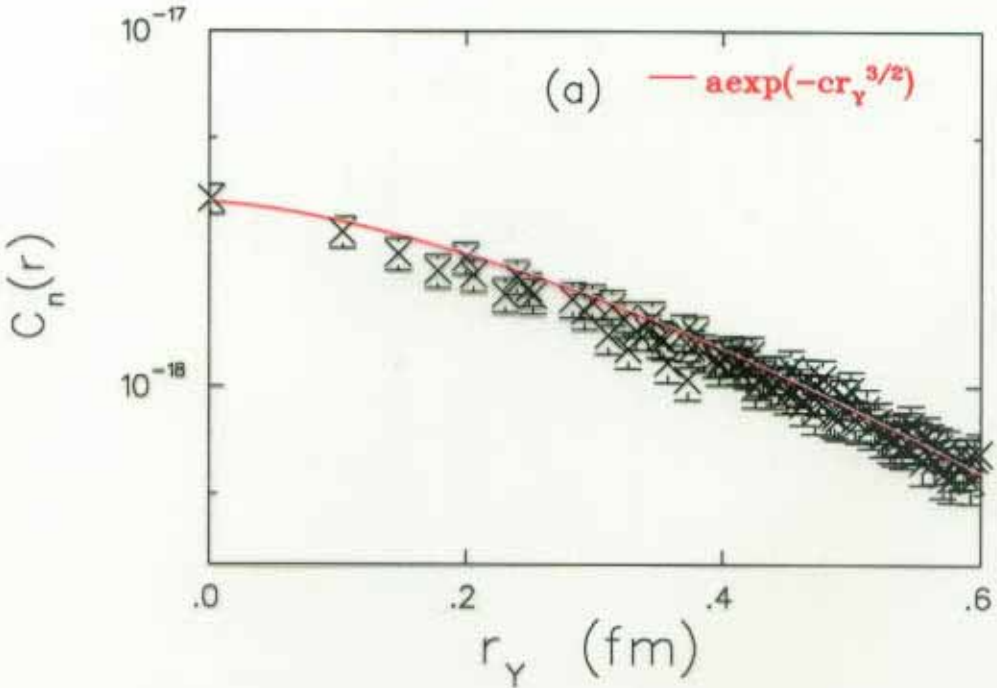 10⁻¹⁷
(a)
aexp(-cr_Y^3/2)
C_n(r)
10⁻¹⁸
.0 .2 .4 .6
r_Y (fm)